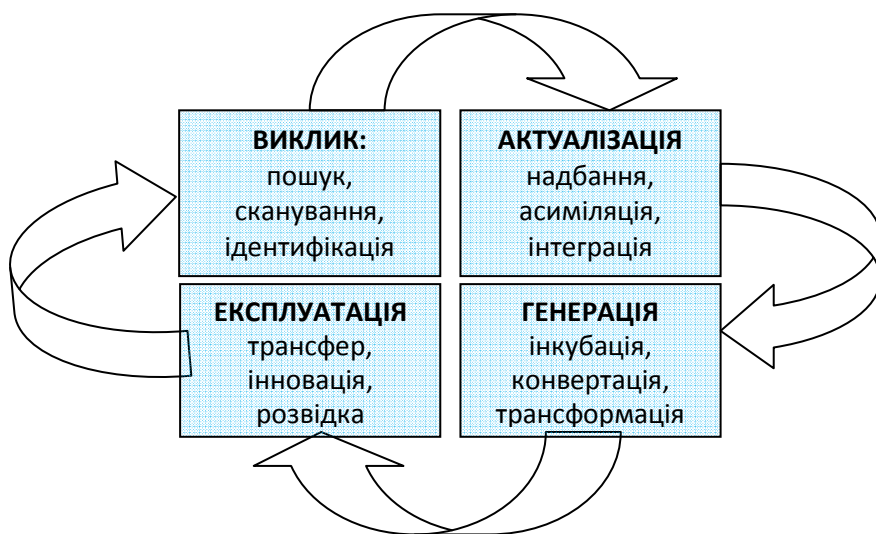 ВИКЛИК:
пошук,
сканування,
ідентифікація
АКТУАЛІЗАЦІЯ
надбання,
асиміляція,
інтеграція
ЕКСПЛУАТАЦІЯ
трансфер,
інновація,
розвідка
ГЕНЕРАЦІЯ
інкубація,
конвертація,
трансформація